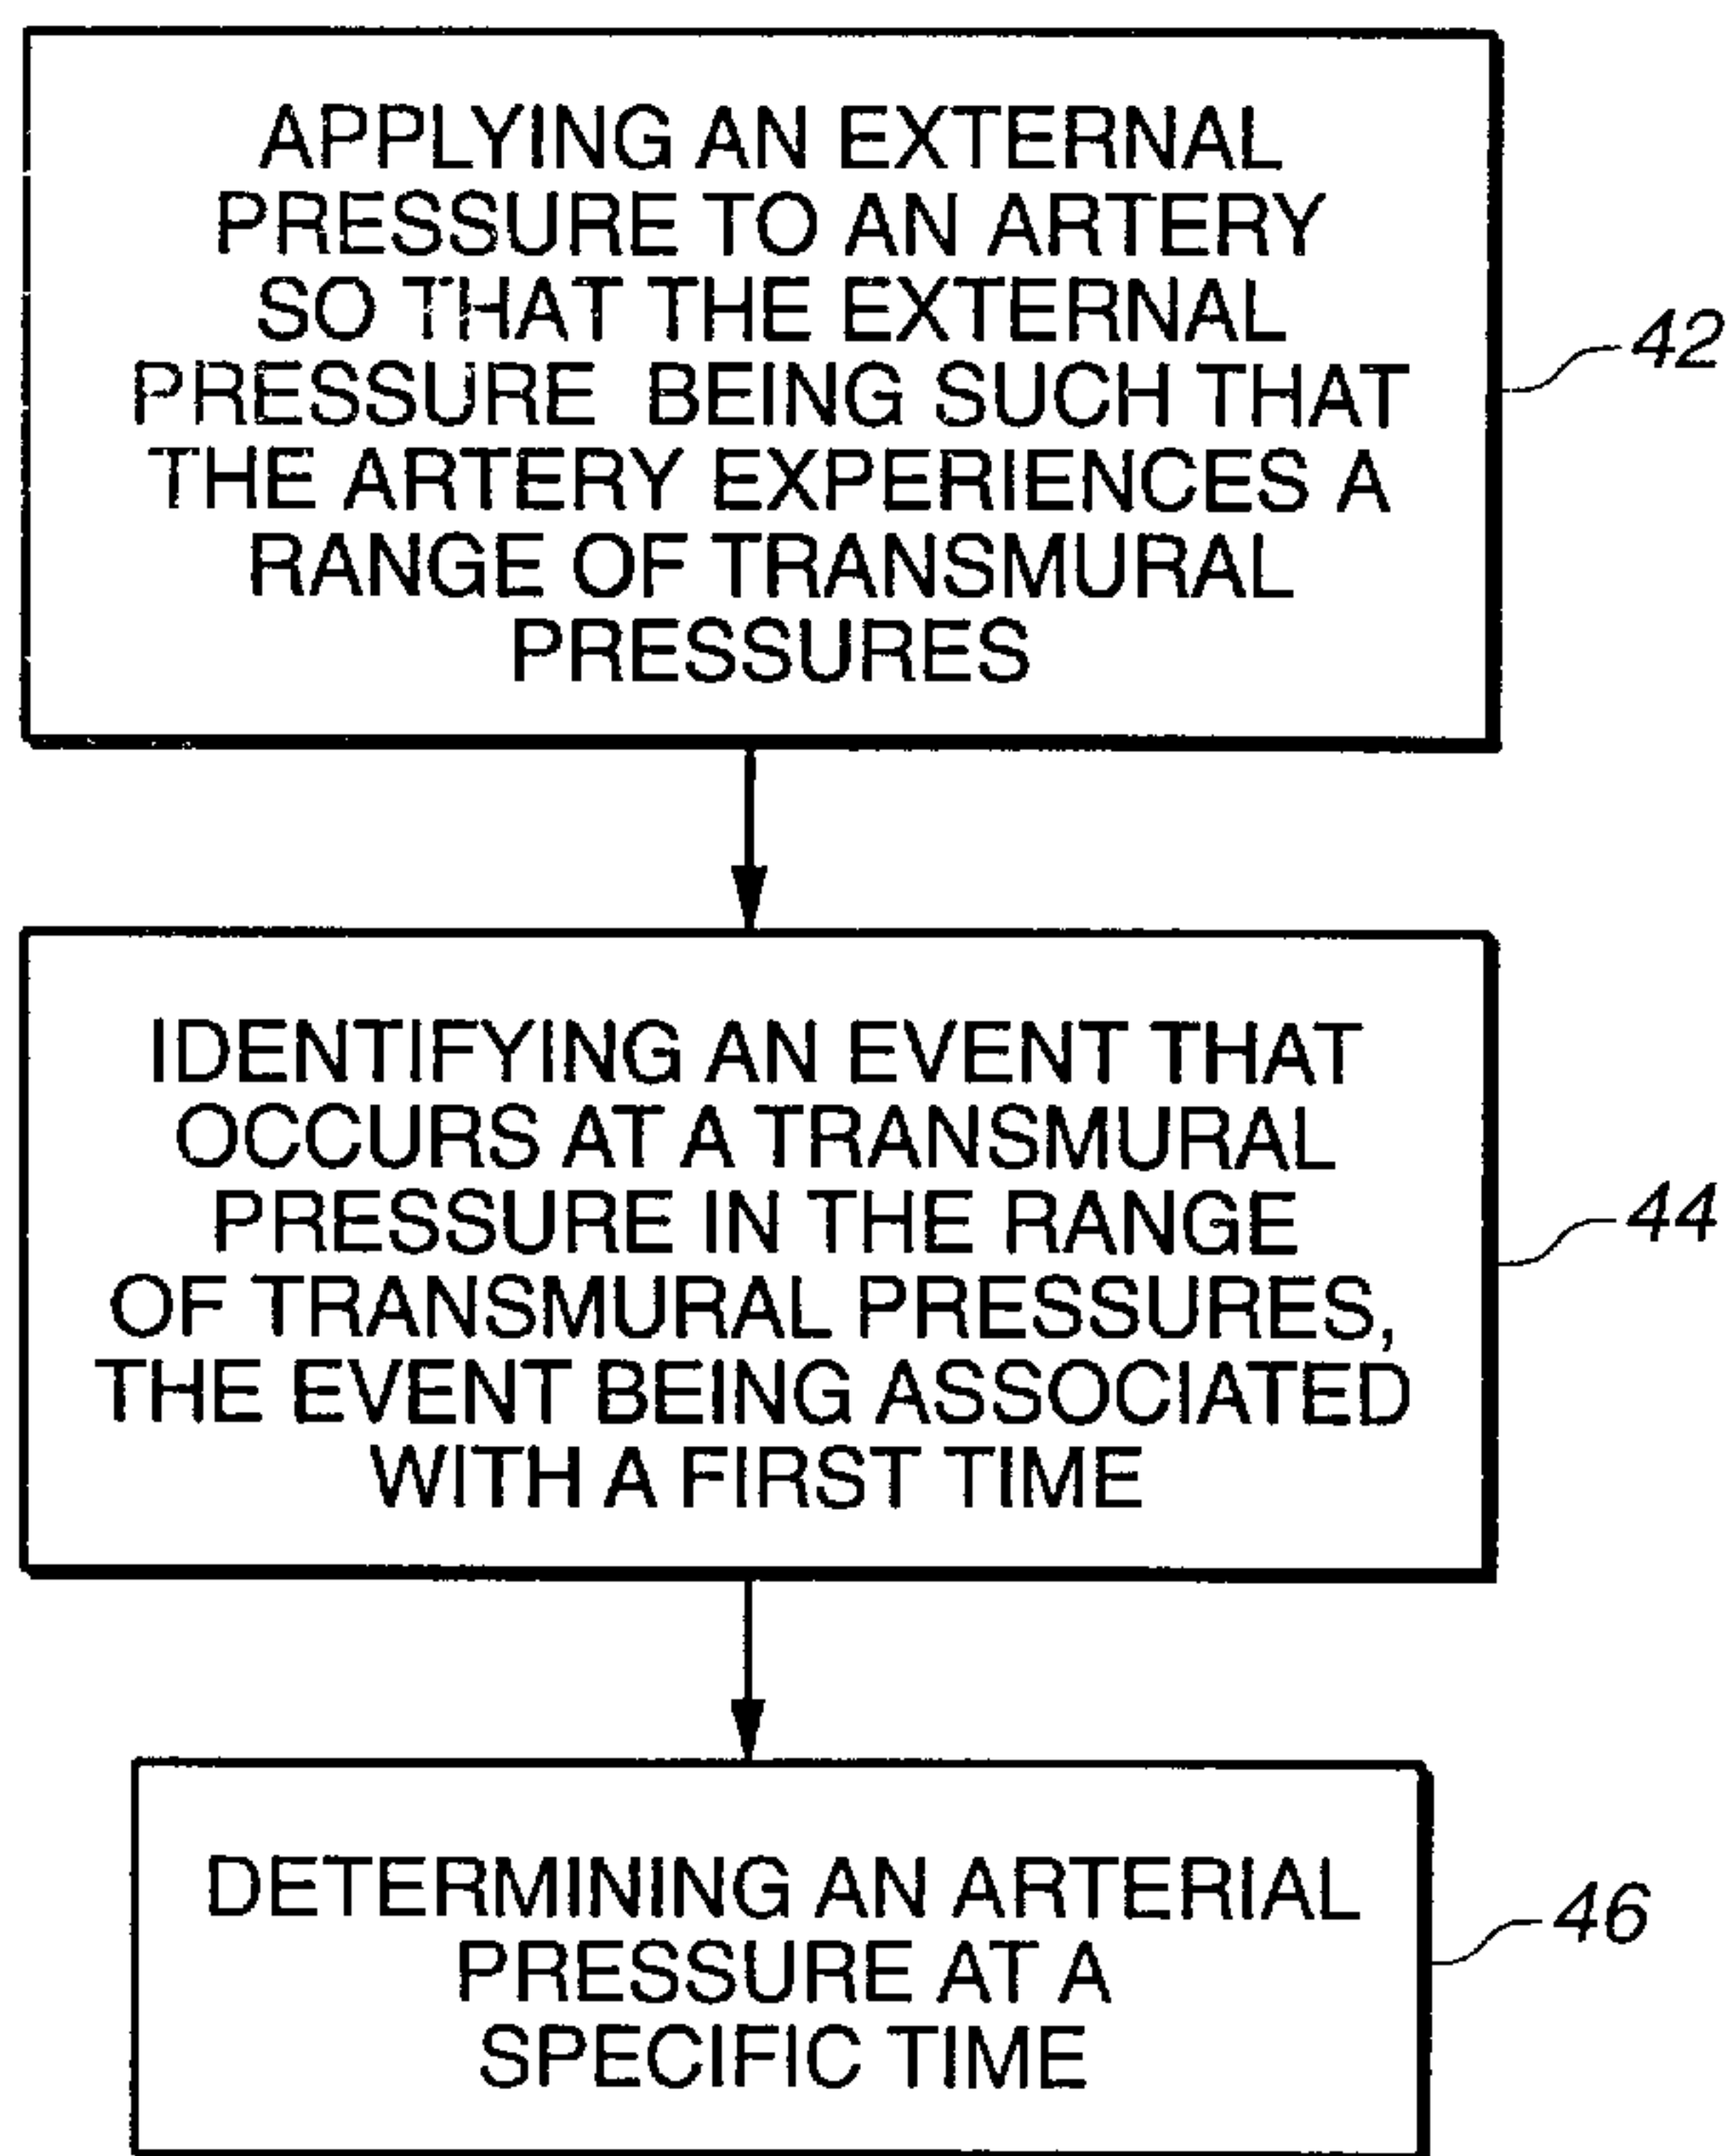 APPLYING AN EXTERNAL
PRESSURE TO AN ARTERY
SO THAT THE EXTERNAL
PRESSURE BEING SUCH THAT
THE ARTERY EXPERIENCES A
RANGE OF TRANSMURAL
PRESSURES
42
IDENTIFYING AN EVENT THAT
OCCURS AT A TRANSMURAL
PRESSURE IN THE RANGE
OF TRANSMURAL PRESSURES,
THE EVENT BEING ASSOCIATED
WITH A FIRST TIME
44
DETERMINING AN ARTERIAL
PRESSURE AT A
SPECIFIC TIME
46